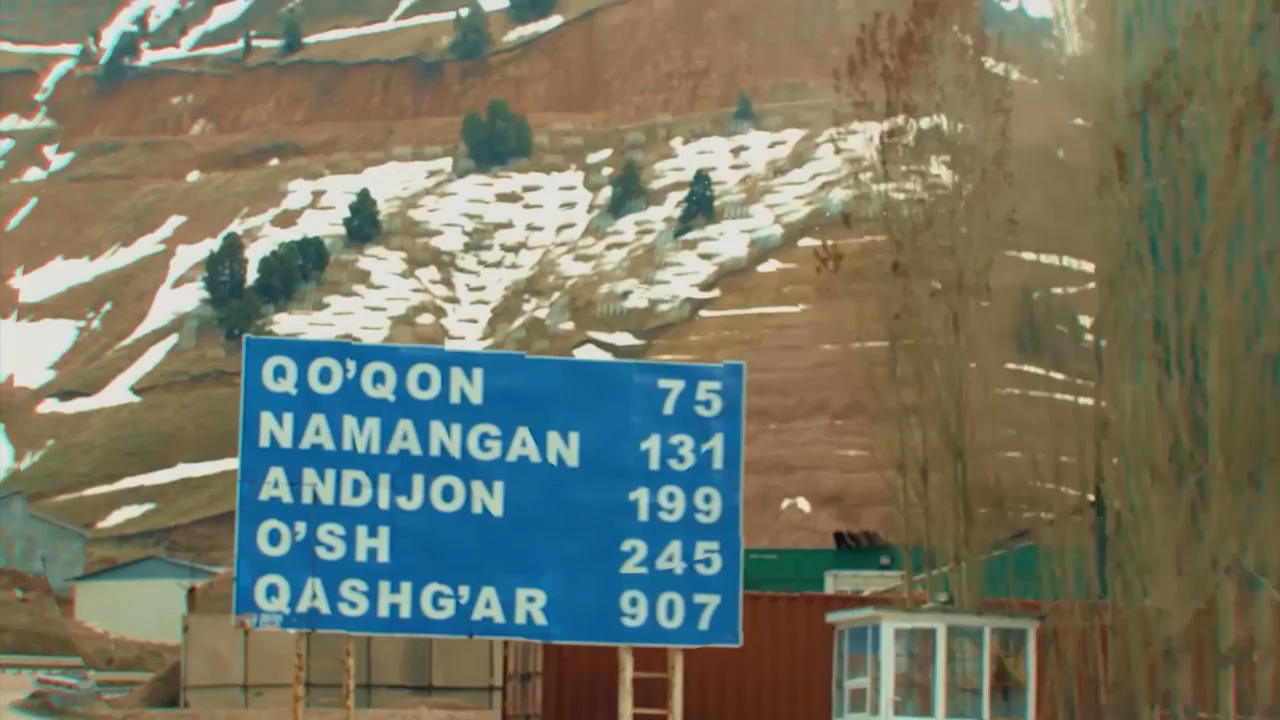 QO’QON 75
NAMANGAN 131
ANDIJON 199
O’SH 245
QASHG’AR 907